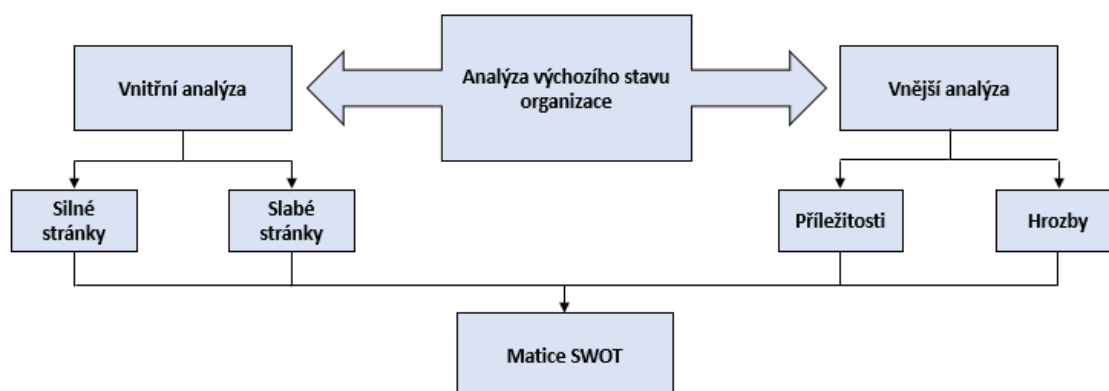 Vnitřní analýza
Analýza výchozího stavu
organizace
Vnější analýza
Silné
stránky
Slabé
stránky
Příležitosti
Hrozby
Matice SWOT